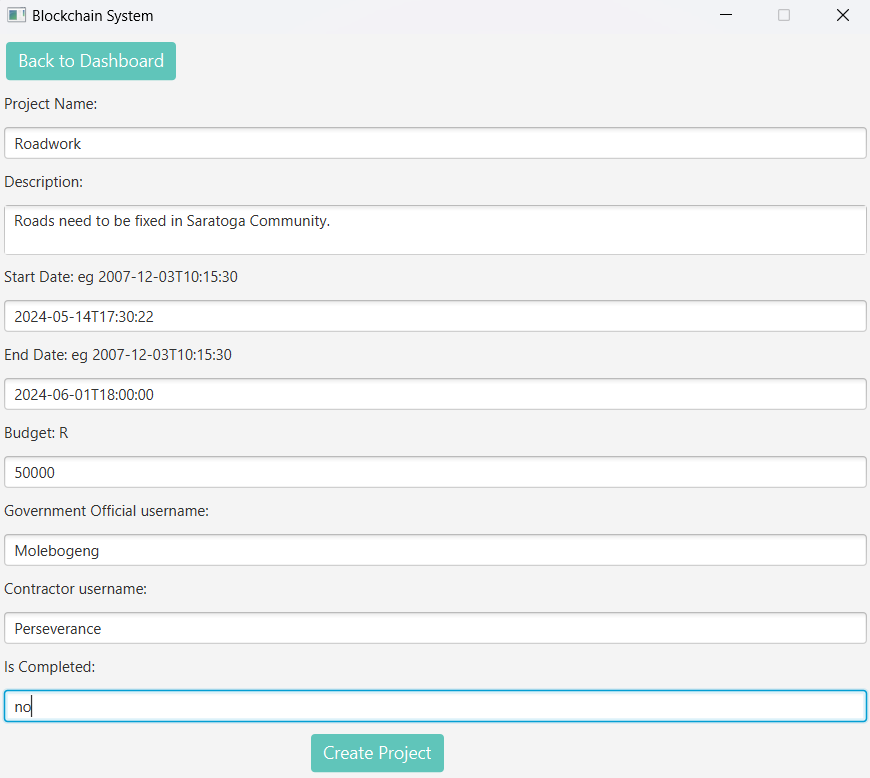 Blockchain System
Back to Dashboard
Project Name:
Roadwork
Description:
Roads need to be fixed in Saratoga Community.
Start Date: eg 2007-12-03T10:15:30
2024-05-14T17:30:22
End Date: eg 2007-12-03T10:15:30
2024-06-01T18:00:00
Budget: R
50000
Government Official username:
Molebogeng
Contractor username:
Perseverance
Is Completed:
no
Create Project